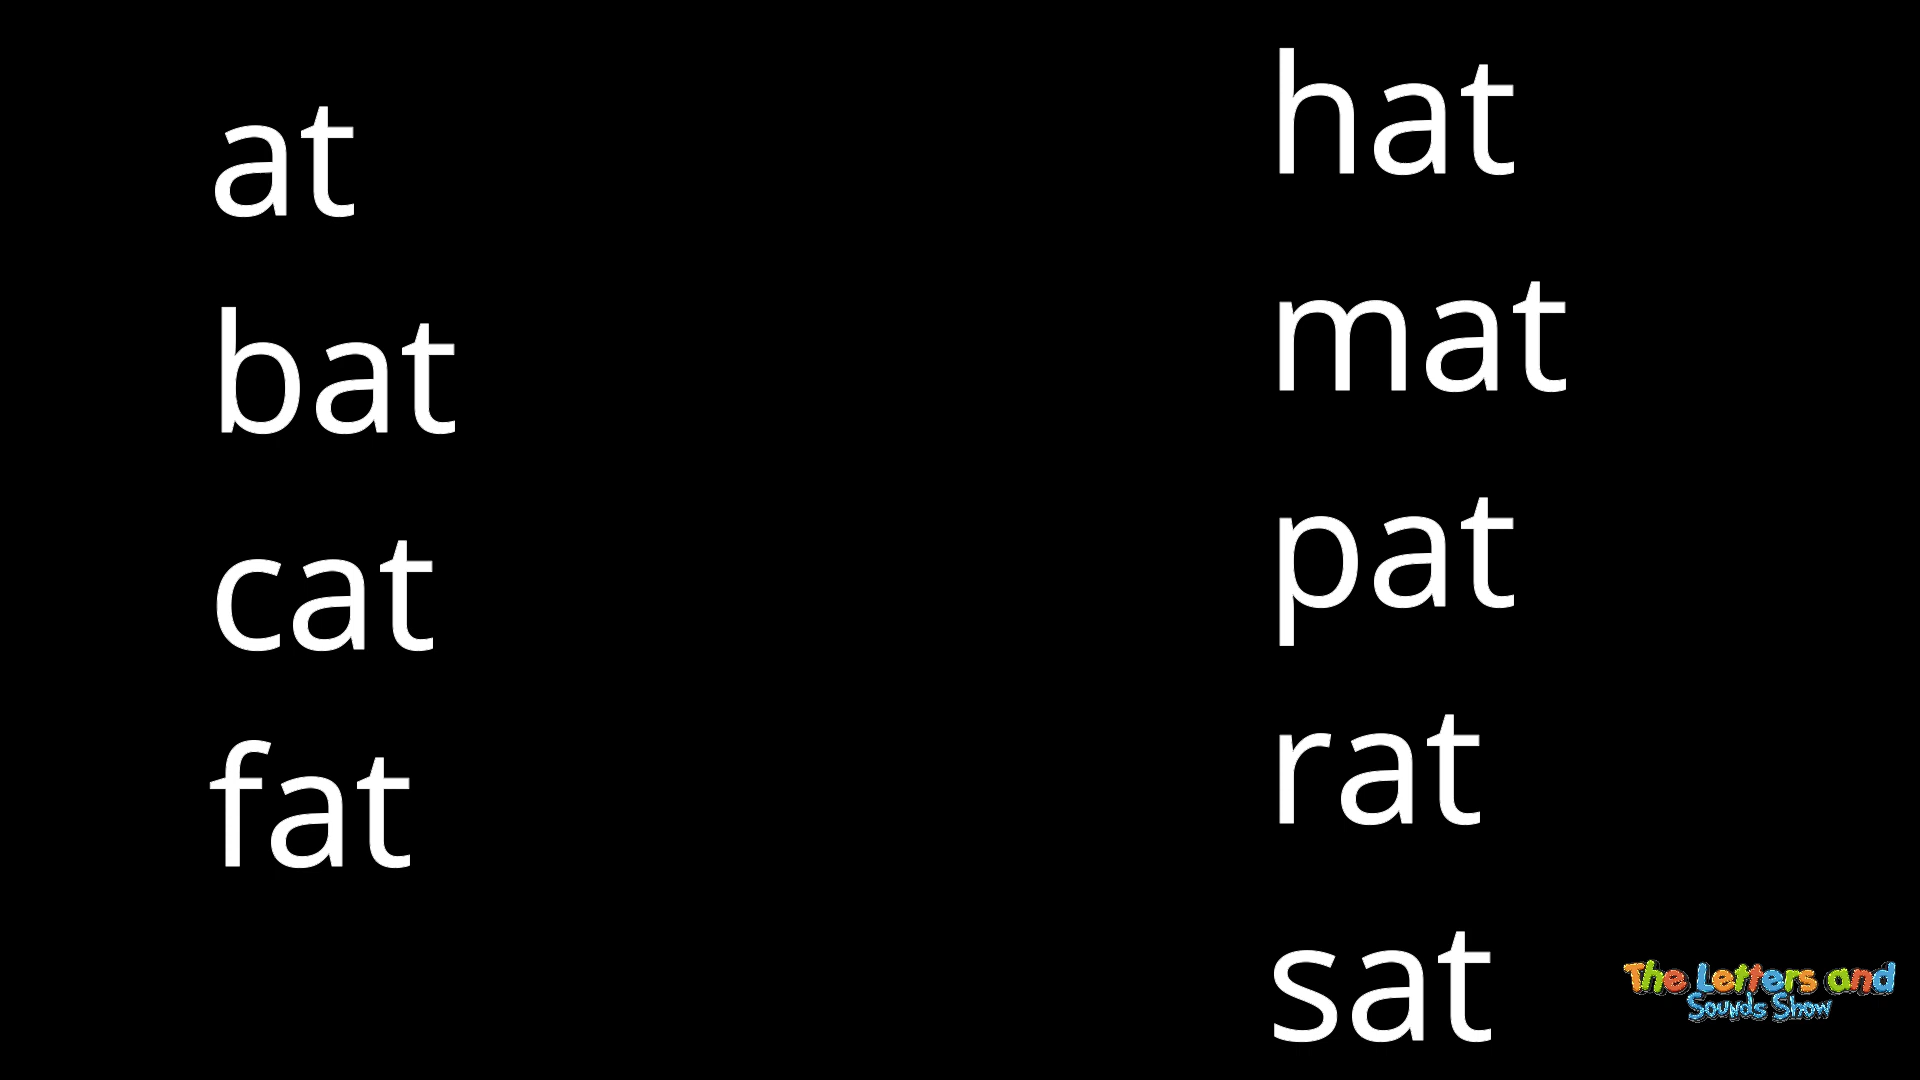 at
bat
cat
fat
hat
mat
pat
rat
sat
The Letters and
Sounds Show